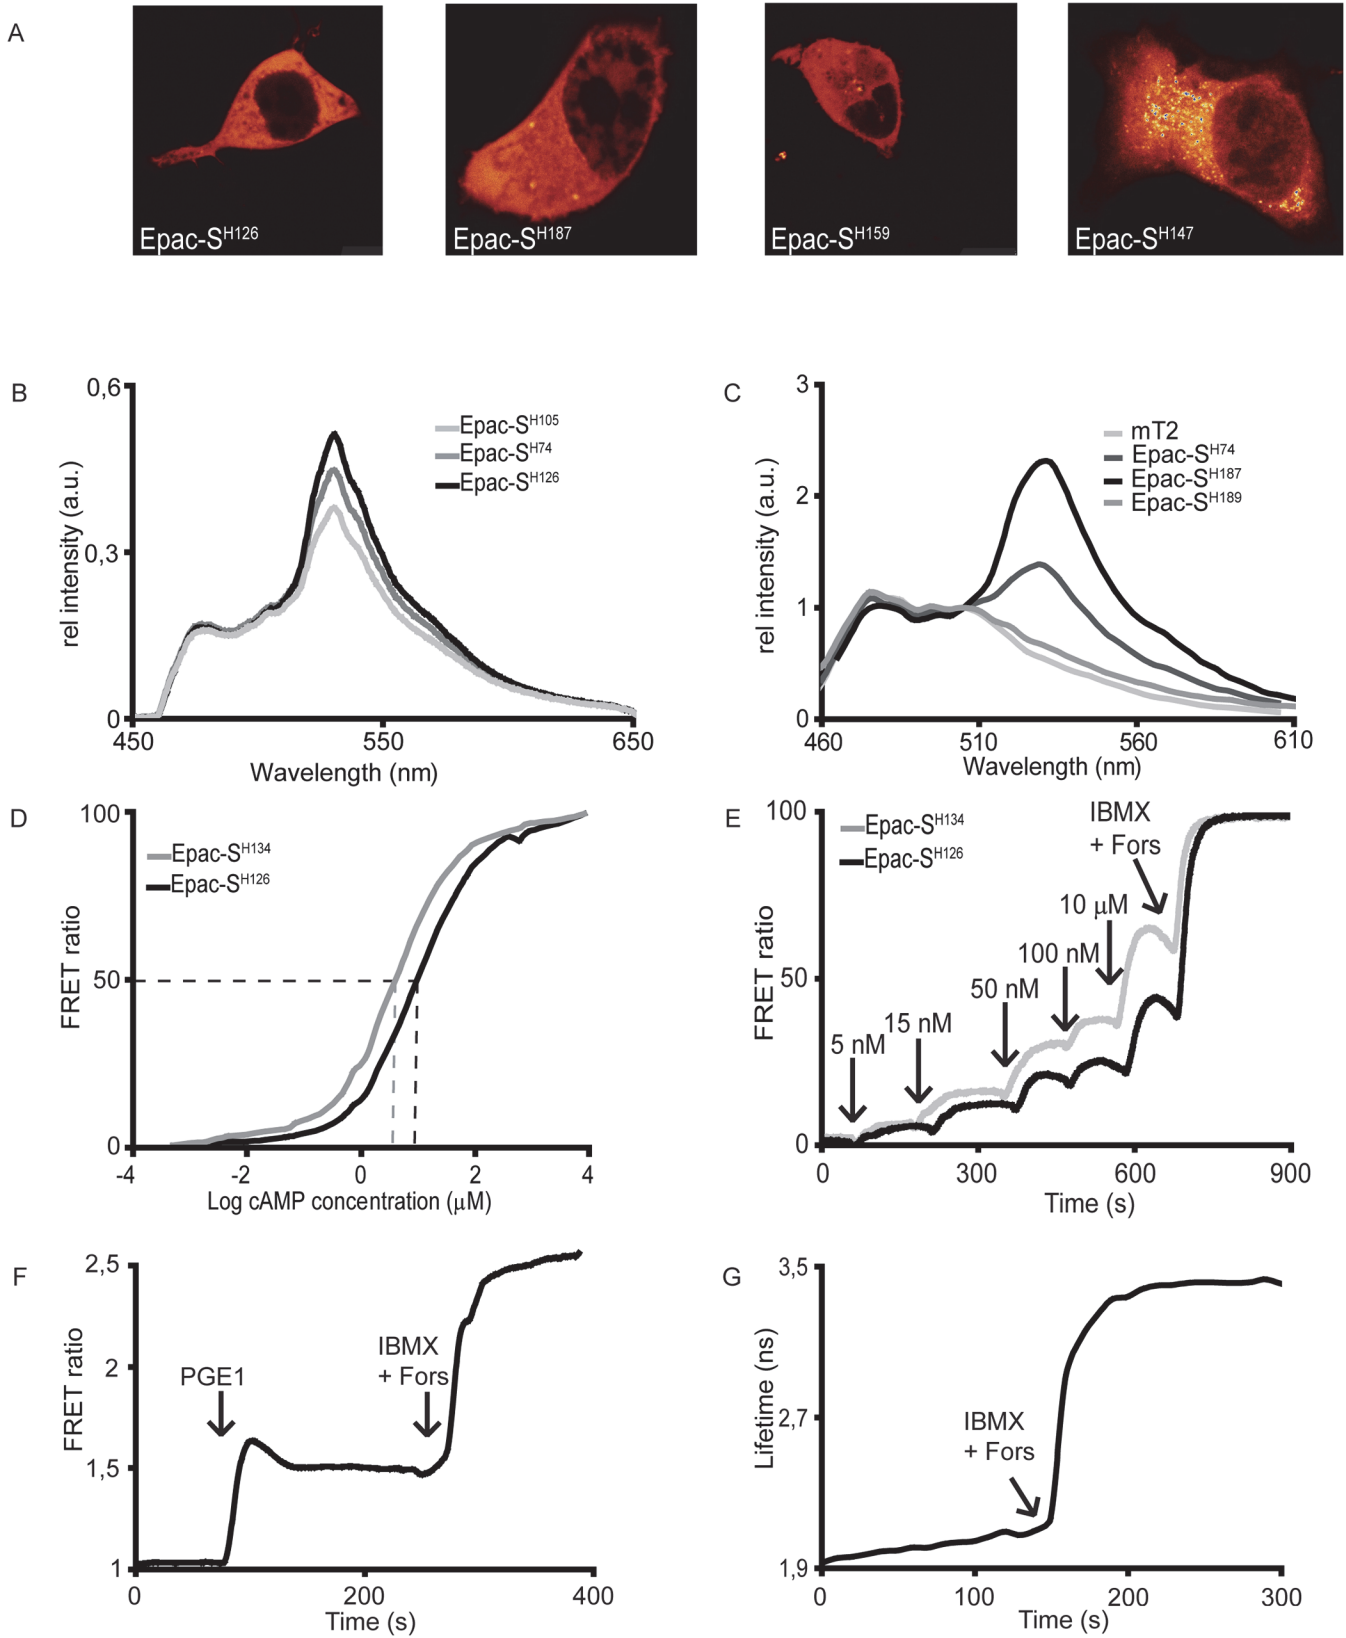 A
Epac-S^H126
Epac-S^H187
Epac-S^H159
Epac-S^H147
B
0,6
0,3
0
rel intensity (a.u.)
Epac-S^H105
Epac-S^H74
Epac-S^H126
450
550
650
Wavelength (nm)
C
3
2
1
0
rel intensity (a.u.)
mT2
Epac-S^H74
Epac-S^H187
Epac-S^H189
460
510
560
610
Wavelength (nm)
D
100
50
0
FRET ratio
Epac-S^H134
Epac-S^H126
-4
-2
0
2
4
Log cAMP concentration (μM)
E
100
50
0
FRET ratio
Epac-S^H134
Epac-S^H126
5 nM
15 nM
50 nM
100 nM
10 μM
IBMX
+ Fors
0
300
600
900
Time (s)
F
2,5
2
1,5
1
FRET ratio
PGE1
IBMX
+ Fors
0
200
400
Time (s)
G
3,5
2,7
1,9
Lifetime (ns)
IBMX
+ Fors
0
100
200
300
Time (s)